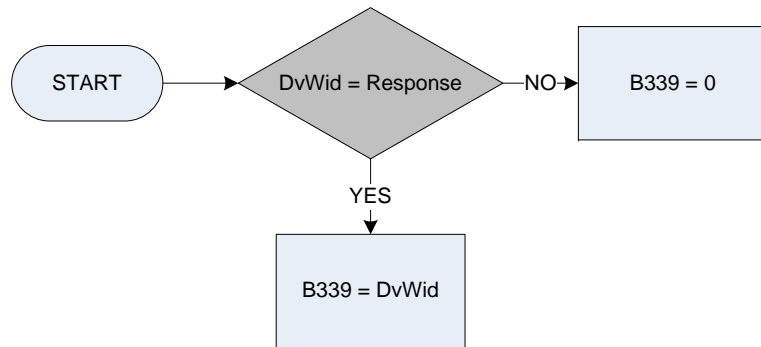 START
DvWid = Response
NO
B339 = 0
YES
B339 = DvWid